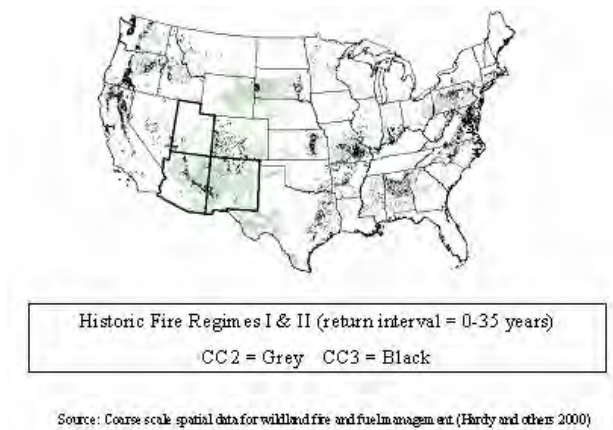 Historic Fire Regimes I & II (return interval = 0-35 years)
CC2 = Grey CC3 = Black
Source: Coarse scale spatial data for wildland fire and fuel management (Hardy and others 2000)